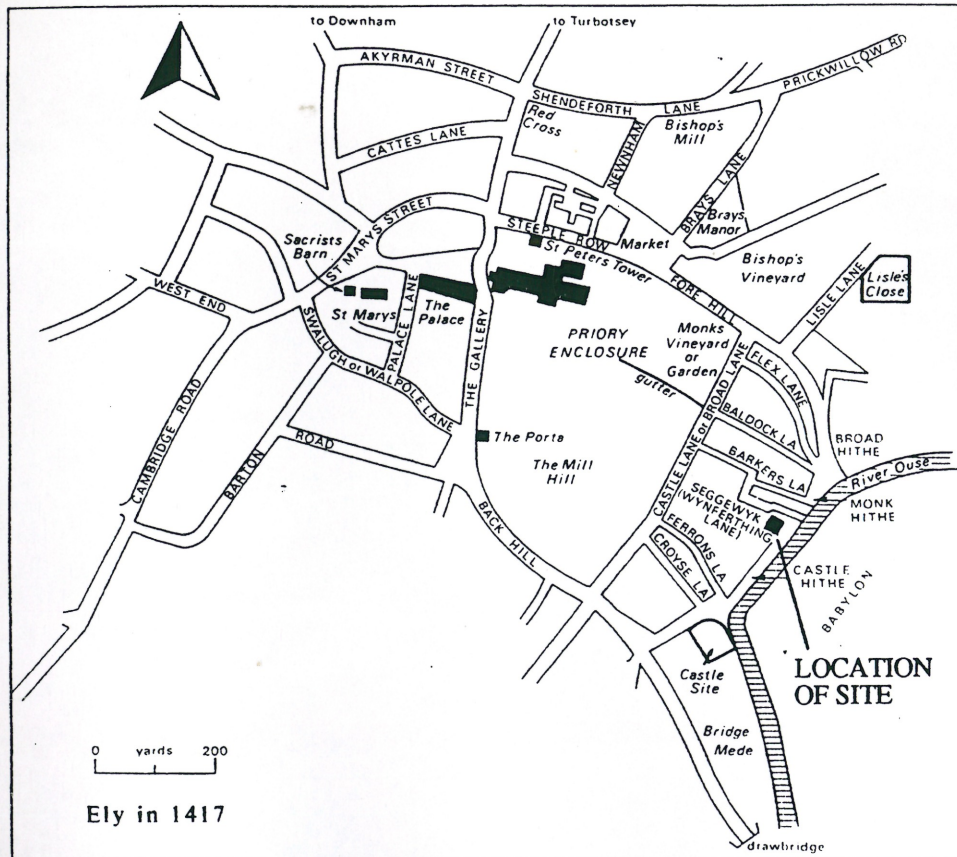 to Downham
to Turbotsey
AKYRMAN STREET
PRICKWILLOW RD
SHENDEFORTH LANE
Red
Cross
Bishop's
Mill
CATTES LANE
NEWNHAM
BRAYS LANE
Brays
Manor
ST MARYS STREET
STEEPLE ROW
Market
St Peters Tower
Sacrists
Barn
Bishop's
Vineyard
LISLE LANE
Lisle's
Close
FORE HILL
WEST END
St Marys
PALACE LANE
The
Palace
THE GALLERY
PRIORY
ENCLOSURE
Monks
Vineyard
or
Garden
gutter
SWALUGH or WALPOLE LANE
FLEX LANE
CASTLE LANE or BROAD LANE
BALDOCK LA
BROAD
HITHE
CAMBRIDGE ROAD
BARTON
ROAD
The Porta
The Mill
Hill
BARKERS LA
River Ouse
MONK
HITHE
SEGGEWYK
(WYNFERTHING
LANE)
BACK HILL
FERRONS LA
CROYSE LA
CASTLE
HITHE
BABYLON
LOCATION
OF SITE
Castle
Site
Bridge
Mede
0 yards 200
Ely in 1417
drawbridge